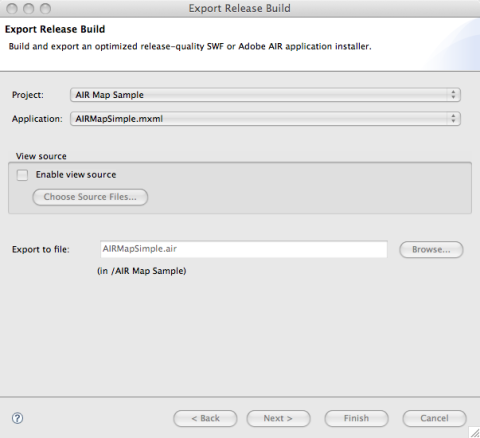 Export Release Build
Export Release Build
Build and export an optimized release-quality SWF or Adobe AIR application installer.
Project: AIR Map Sample
Application: AIRMapSimple.mxml
View source
Enable view source
Choose Source Files...
Export to file: AIRMapSimple.air Browse...
(in /AIR Map Sample)
? < Back Next > Finish Cancel